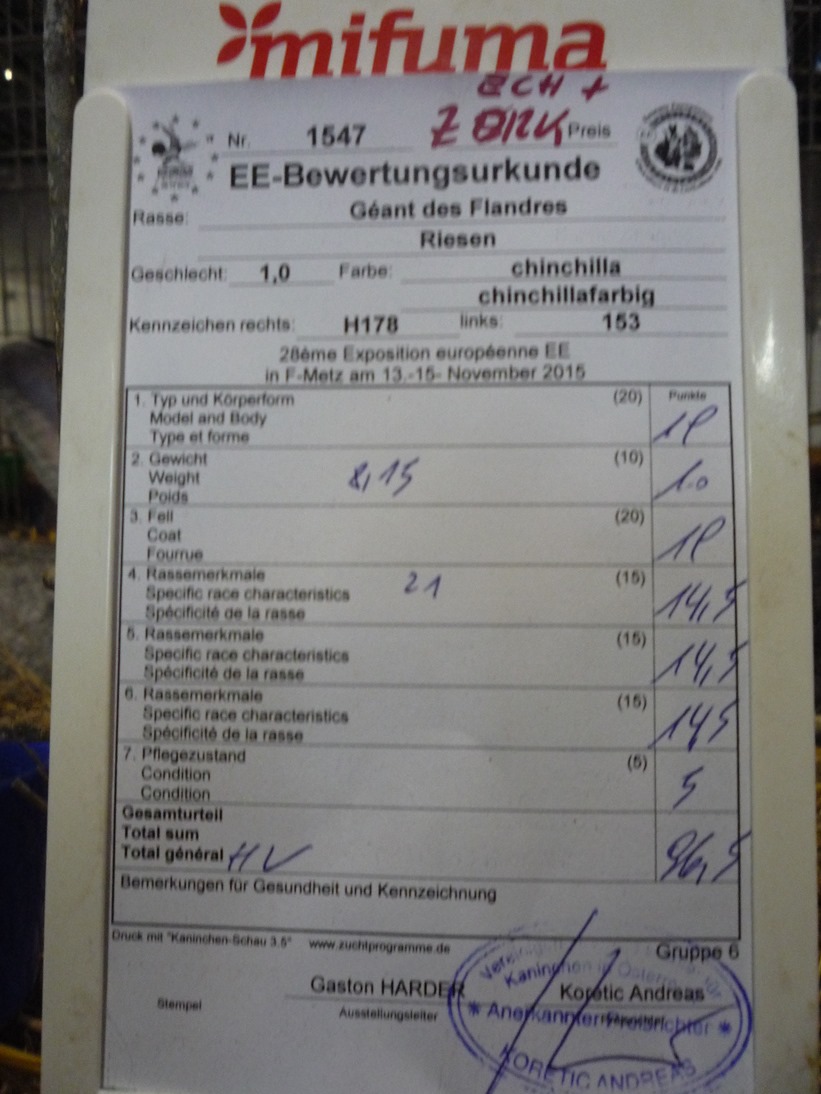 mifuma
ECH +
Nr. 1547 Preis
EE-Bewertungsurkunde
Rasse: Géant des Flandres
Riesen
Geschlecht: 1,0 Farbe: chinchilla
chinchillafarbig
Kennzeichen rechts: H178 links: 153
28ème Exposition européenne EE
in F-Metz am 13.-15- November 2015
1. Typ und Körperform (20) Punkte
Model and Body
Type et forme
2. Gewicht (10)
Weight 8,15 10
Poids
3. Fell (20)
Coat
Fourrue
4. Rassemerkmale 21 (15)
Specific race characteristics 14,5
Spécificité de la rasse
5. Rassemerkmale (15)
Specific race characteristics 14,5
Spécificité de la rasse
6. Rassemerkmale (15)
Specific race characteristics 14,5
Spécificité de la rasse
7. Pflegezustand (5)
Condition 5
Condition
Gesamturteil
Total sum
Total général HV 96,5
Bemerkungen für Gesundheit und Kennzeichnung
Druck mit "Kaninchen-Schau 3.5" www.zuchtprogramme.de Gruppe 6
Gaston HARDER Koretic Andreas
Stempel Ausstellungsleiter
Kaninchen in
* Anerkannter Preisrichter *
KORETIC ANDREAS